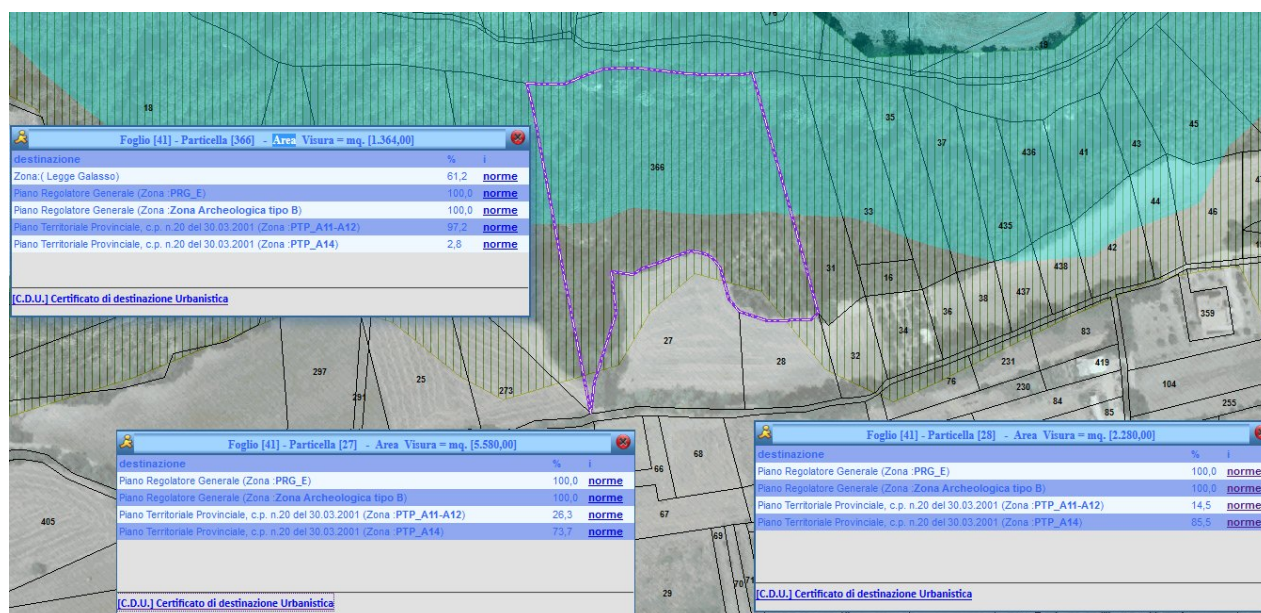 18
19
35
37
436
41
43
45
366
33
435
44
46
42
31
16
438
437
38
36
34
32
27
28
83
359
231
419
230
104
84
85
255
76
297
291
25
273
405
66
68
67
69
70
71
29
Foglio [41] - Particella [366] - Area Visura = mq. [1.364,00]
destinazione % i
Zona:( Legge Galasso) 61,2 norme
Piano Regolatore Generale (Zona :PRG_E) 100,0 norme
Piano Regolatore Generale (Zona :Zona Archeologica tipo B) 100,0 norme
Piano Territoriale Provinciale, c.p. n.20 del 30.03.2001 (Zona :PTP_A11-A12) 97,2 norme
Piano Territoriale Provinciale, c.p. n.20 del 30.03.2001 (Zona :PTP_A14) 2,8 norme
[C.D.U.] Certificato di destinazione Urbanistica
Foglio [41] - Particella [27] - Area Visura = mq. [5.580,00]
destinazione % i
Piano Regolatore Generale (Zona :PRG_E) 100,0 norme
Piano Regolatore Generale (Zona :Zona Archeologica tipo B) 100,0 norme
Piano Territoriale Provinciale, c.p. n.20 del 30.03.2001 (Zona :PTP_A11-A12) 26,3 norme
Piano Territoriale Provinciale, c.p. n.20 del 30.03.2001 (Zona :PTP_A14) 73,7 norme
[C.D.U.] Certificato di destinazione Urbanistica
Foglio [41] - Particella [28] - Area Visura = mq. [2.280,00]
destinazione % i
Piano Regolatore Generale (Zona :PRG_E) 100,0 norme
Piano Regolatore Generale (Zona :Zona Archeologica tipo B) 100,0 norme
Piano Territoriale Provinciale, c.p. n.20 del 30.03.2001 (Zona :PTP_A11-A12) 14,5 norme
Piano Territoriale Provinciale, c.p. n.20 del 30.03.2001 (Zona :PTP_A14) 85,5 norme
[C.D.U.] Certificato di destinazione Urbanistica